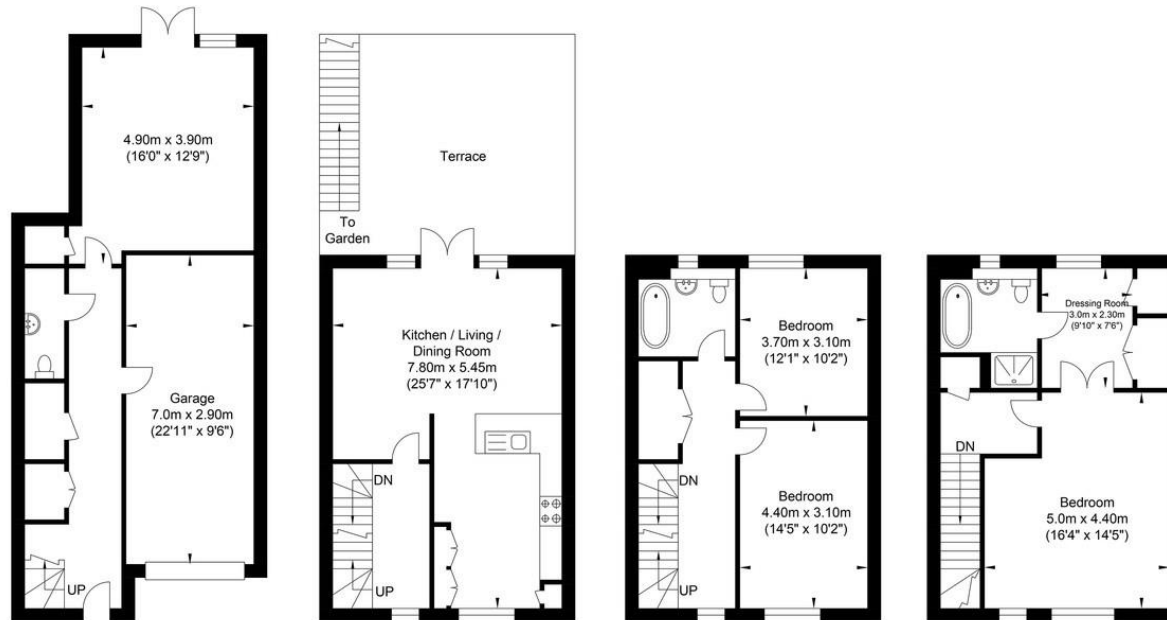 4.90m x 3.90m
(16'0" x 12'9")
Garage
7.0m x 2.90m
(22'11" x 9'6")
UP
Terrace
To
Garden
Kitchen / Living /
Dining Room
7.80m x 5.45m
(25'7" x 17'10")
DN
UP
Bedroom
3.70m x 3.10m
(12'1" x 10'2")
DN
Bedroom
4.40m x 3.10m
(14'5" x 10'2")
UP
Dressing Room
3.0m x 2.30m
(9'10" x 7'6")
DN
Bedroom
5.0m x 4.40m
(16'4" x 14'5")